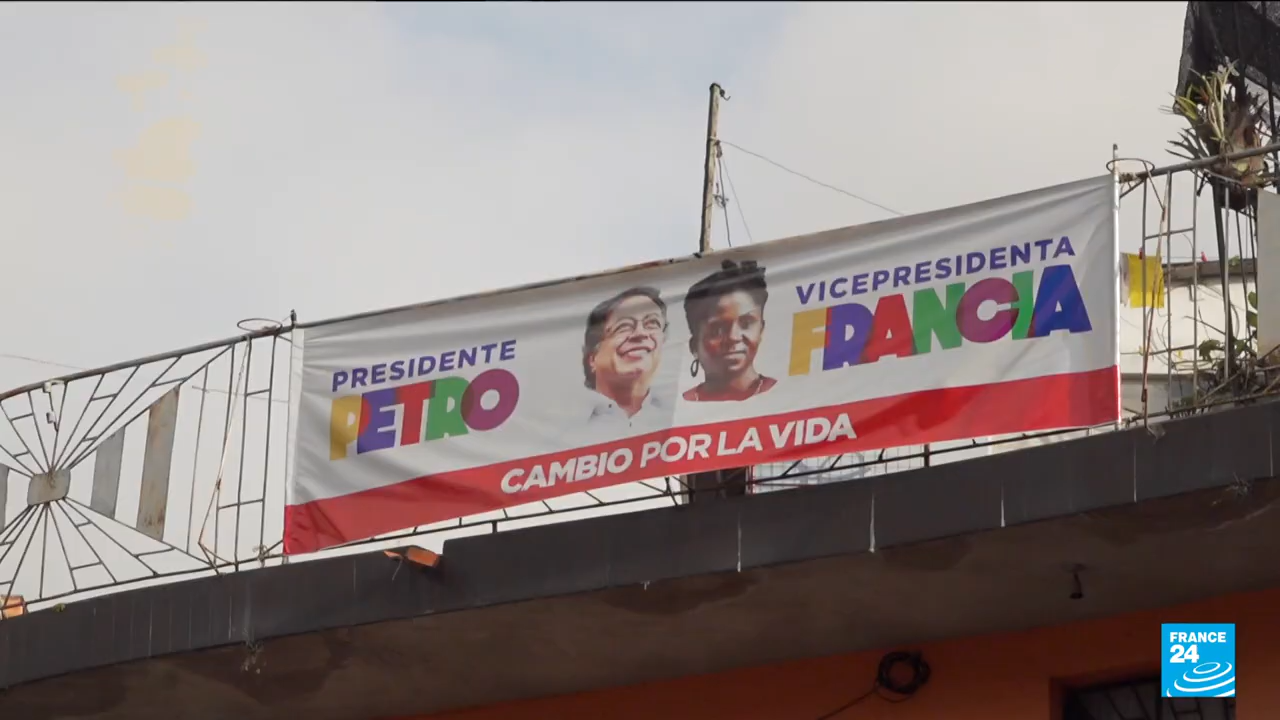 PRESIDENTE
PETRO
VICEPRESIDENTA
FRANCIA
CAMBIO POR LA VIDA
FRANCE
24